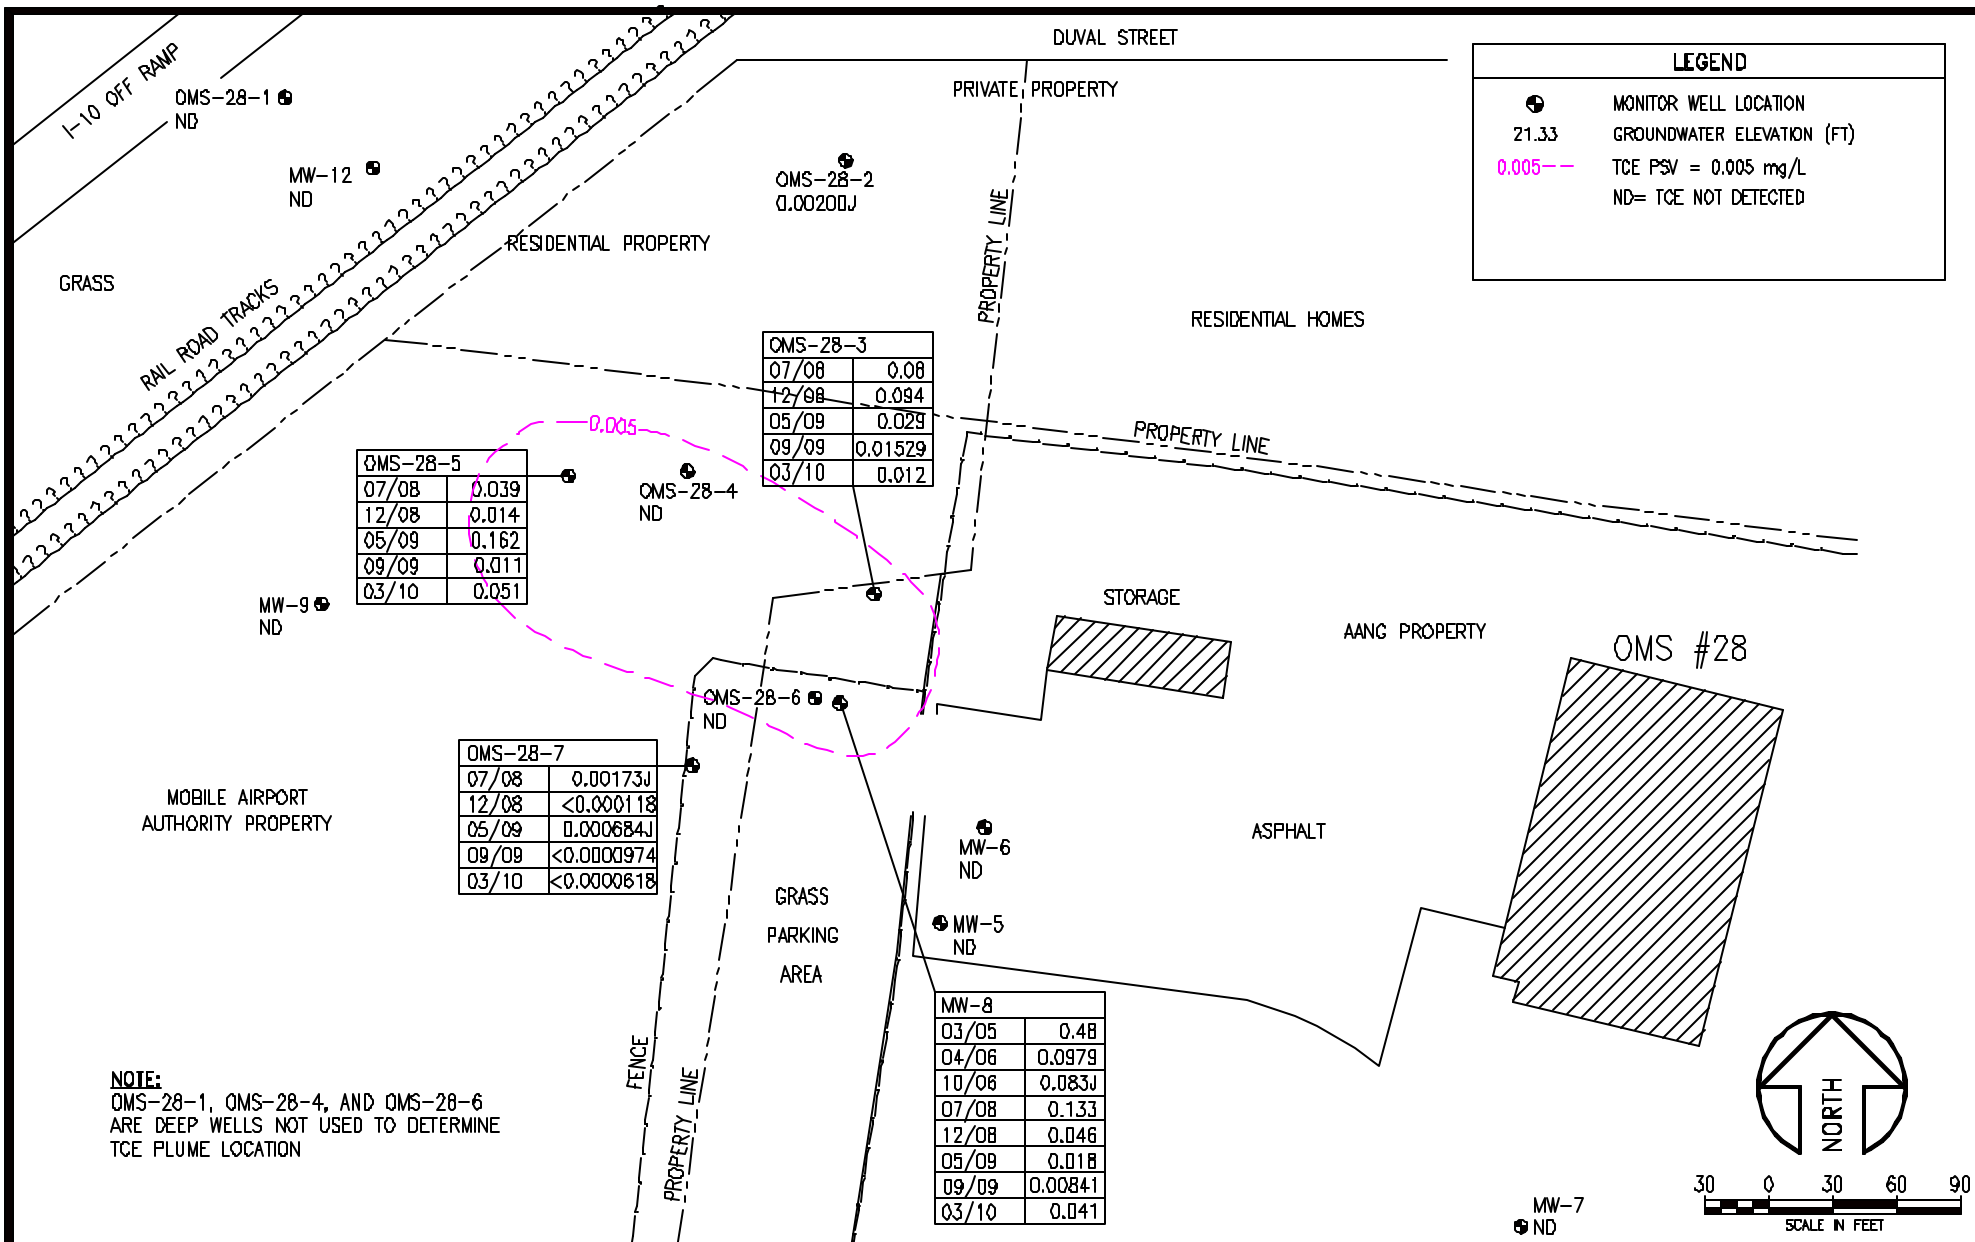 DUVAL STREET
I-10 OFF RAMP
OMS-28-1
ND
PRIVATE PROPERTY
LEGEND
MONITOR WELL LOCATION
21.33 GROUNDWATER ELEVATION (FT)
0.005-- TCE PSV = 0.005 mg/L
ND= TCE NOT DETECTED
MW-12
ND
OMS-28-2
0.00200J
PROPERTY LINE
RESIDENTIAL PROPERTY
GRASS
RAIL ROAD TRACKS
RESIDENTIAL HOMES
OMS-28-3
07/08 0.08
12/08 0.094
05/09 0.029
09/09 0.01529
03/10 0.012
0.005
PROPERTY LINE
OMS-28-5
07/08 0.039
12/08 0.014
05/09 0.162
09/09 0.011
03/10 0.051
OMS-28-4
ND
MW-9
ND
STORAGE
AANG PROPERTY
OMS #28
OMS-28-6
ND
OMS-28-7
07/08 0.00173J
12/08 <0.000118
05/09 0.000684J
09/09 <0.0000974
03/10 <0.0000618
MOBILE AIRPORT
AUTHORITY PROPERTY
MW-6
ND
ASPHALT
GRASS
PARKING
AREA
MW-5
ND
MW-8
03/05 0.48
04/06 0.0979
10/06 0.083J
07/08 0.133
12/08 0.046
05/09 0.018
09/09 0.00841
03/10 0.041
FENCE
PROPERTY LINE
NOTE:
OMS-28-1, OMS-28-4, AND OMS-28-6
ARE DEEP WELLS NOT USED TO DETERMINE
TCE PLUME LOCATION
NORTH
30 0 30 60 90
SCALE IN FEET
MW-7
ND